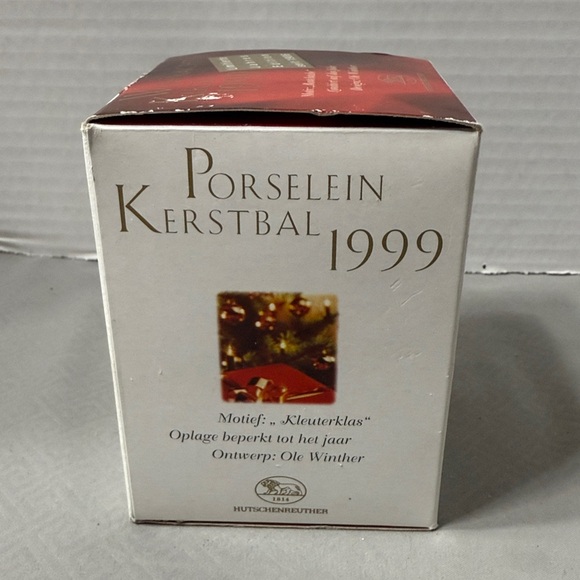 PORSELEIN
KERSTBAL 1999
Motief: „ Kleuterklas“
Oplage beperkt tot het jaar
Ontwerp: Ole Winther
1814
HUTSCHENREUTHER